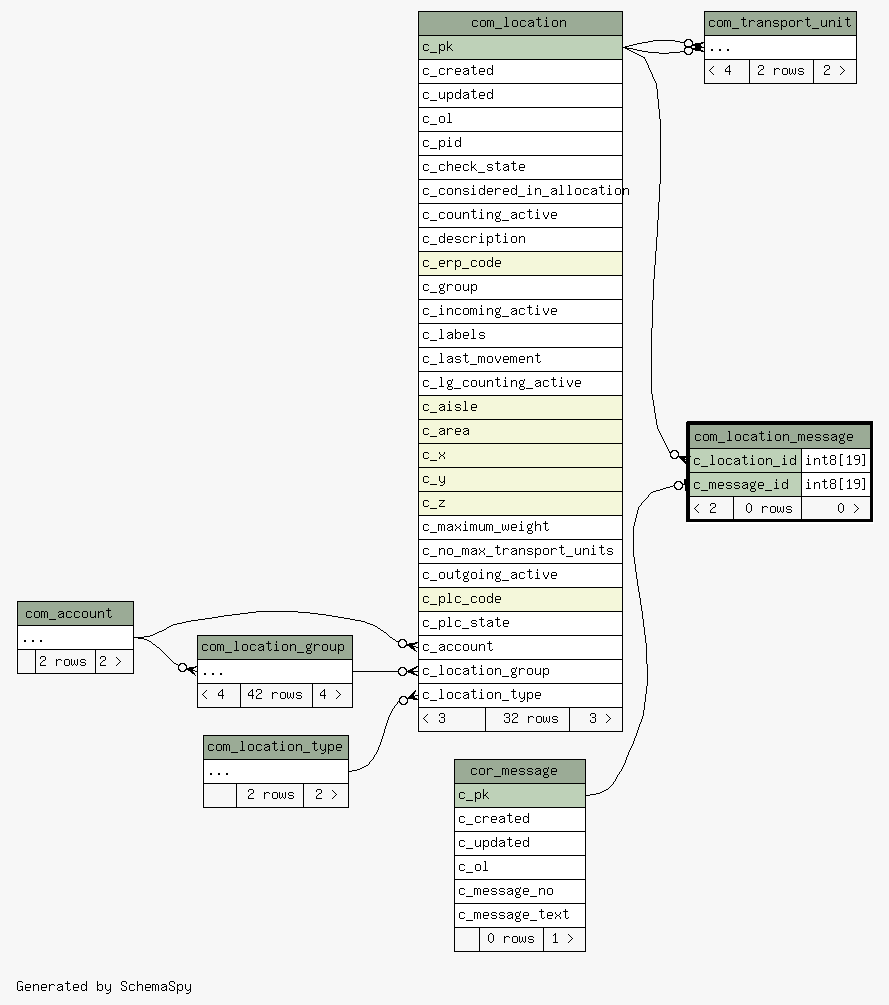 com_location
c_pk
c_created
c_updated
c_ol
c_pid
c_check_state
c_considered_in_allocation
c_counting_active
c_description
c_erp_code
c_group
c_incoming_active
c_labels
c_last_movement
c_lg_counting_active
c_aisle
c_area
c_x
c_y
c_z
c_maximum_weight
c_no_max_transport_units
c_outgoing_active
c_plc_code
c_plc_state
c_account
c_location_group
c_location_type
< 3 32 rows 3 >
com_transport_unit
...
< 4 2 rows 2 >
com_location_message
c_location_id int8[19]
c_message_id int8[19]
< 2 0 rows 0 >
com_account
...
2 rows 2 >
com_location_group
...
< 4 42 rows 4 >
com_location_type
...
2 rows 2 >
cor_message
c_pk
c_created
c_updated
c_ol
c_message_no
c_message_text
0 rows 1 >
Generated by SchemaSpy